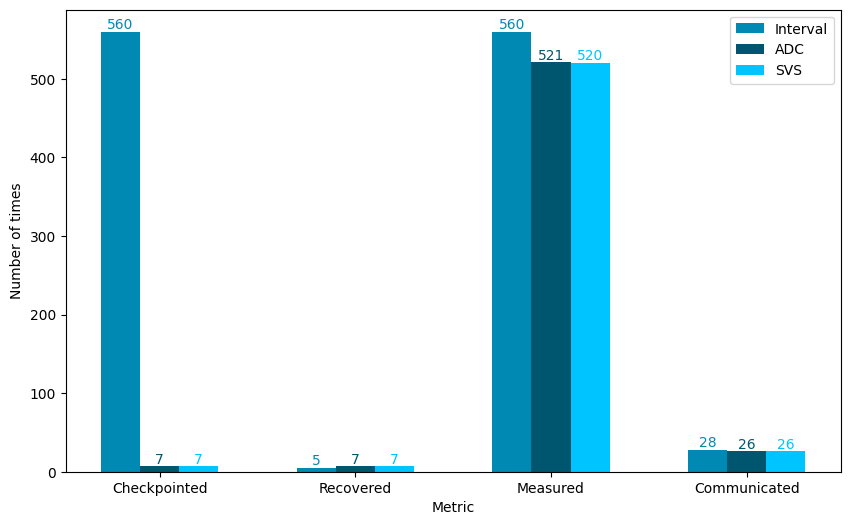 560
560
Interval
ADC
SVS
521
520
500
400
300
200
100
0
7
7
5
7
7
28
26
26
Checkpointed
Recovered
Measured
Communicated
Number of times
Metric